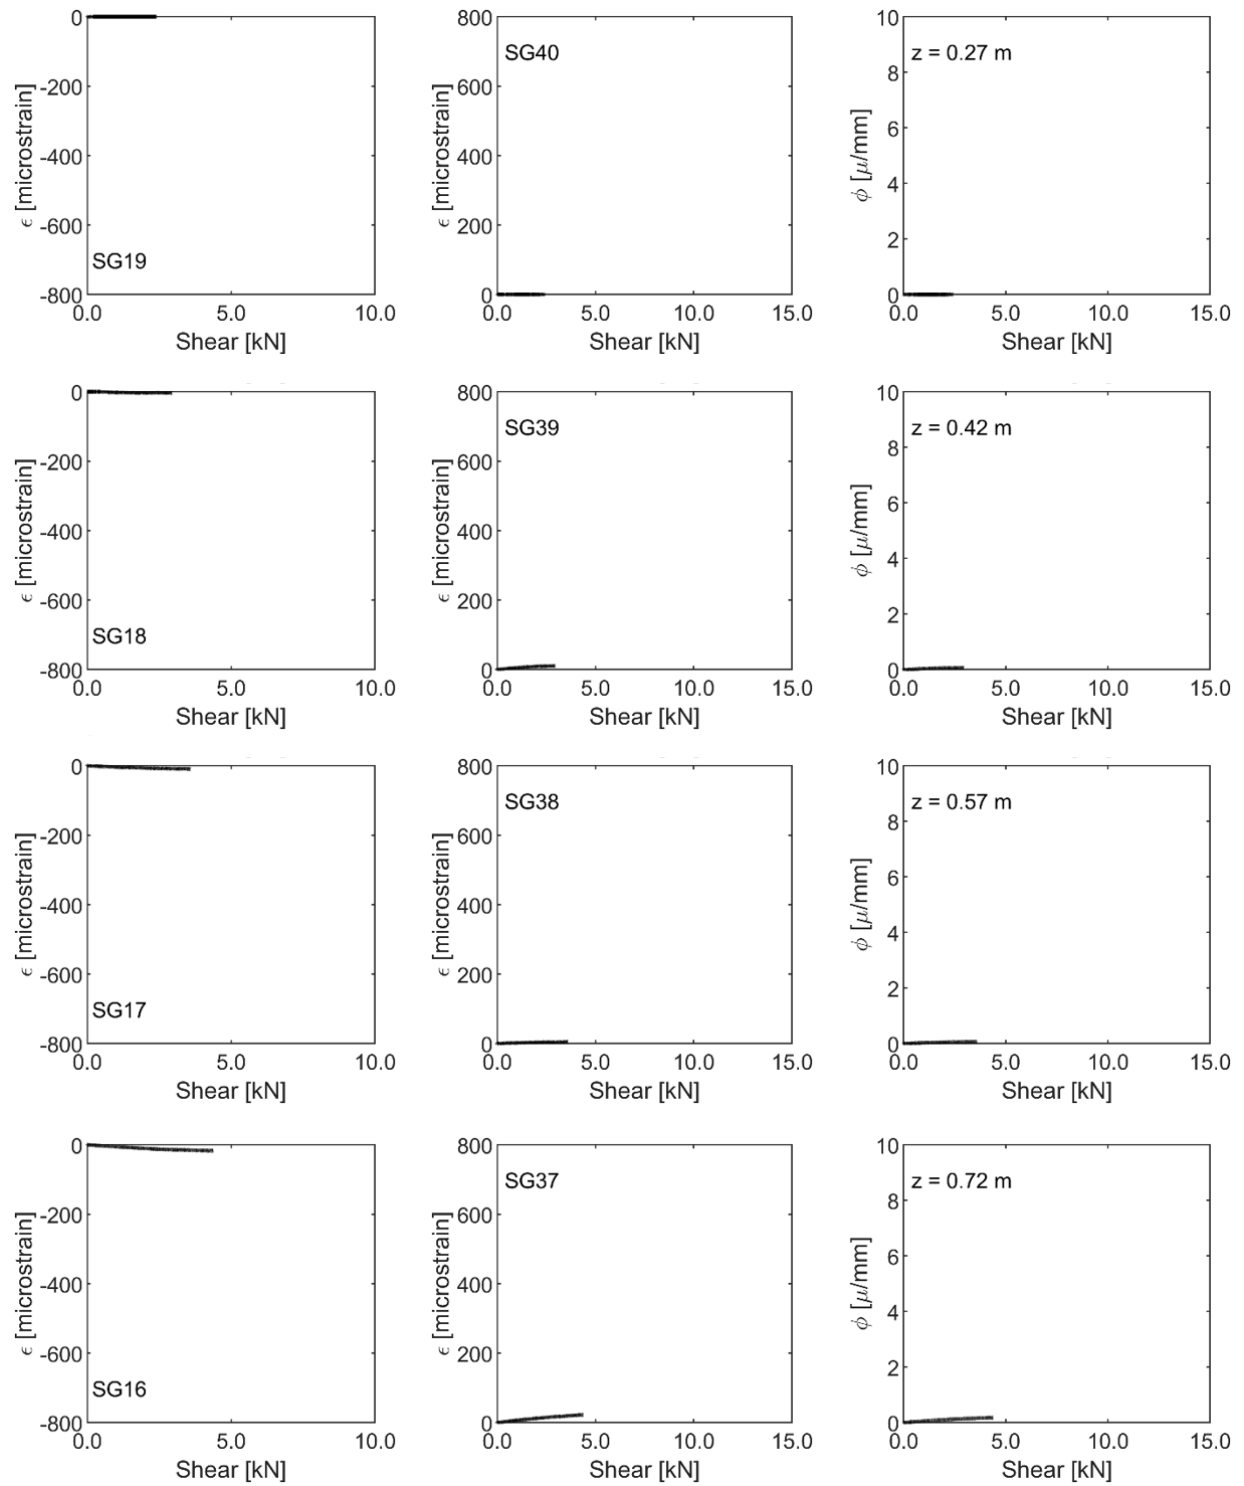 0
-200
-400
-600
-800
ϵ [microstrain]
SG19
0.0 5.0 10.0
Shear [kN]
800
600
400
200
0
ϵ [microstrain]
SG40
0.0 5.0 10.0 15.0
Shear [kN]
10
8
6
4
2
0
ϕ [μ/mm]
z = 0.27 m
0.0 5.0 10.0 15.0
Shear [kN]
0
-200
-400
-600
-800
ϵ [microstrain]
SG18
0.0 5.0 10.0
Shear [kN]
800
600
400
200
0
ϵ [microstrain]
SG39
0.0 5.0 10.0 15.0
Shear [kN]
10
8
6
4
2
0
ϕ [μ/mm]
z = 0.42 m
0.0 5.0 10.0 15.0
Shear [kN]
0
-200
-400
-600
-800
ϵ [microstrain]
SG17
0.0 5.0 10.0
Shear [kN]
800
600
400
200
0
ϵ [microstrain]
SG38
0.0 5.0 10.0 15.0
Shear [kN]
10
8
6
4
2
0
ϕ [μ/mm]
z = 0.57 m
0.0 5.0 10.0 15.0
Shear [kN]
0
-200
-400
-600
-800
ϵ [microstrain]
SG16
0.0 5.0 10.0
Shear [kN]
800
600
400
200
0
ϵ [microstrain]
SG37
0.0 5.0 10.0 15.0
Shear [kN]
10
8
6
4
2
0
ϕ [μ/mm]
z = 0.72 m
0.0 5.0 10.0 15.0
Shear [kN]